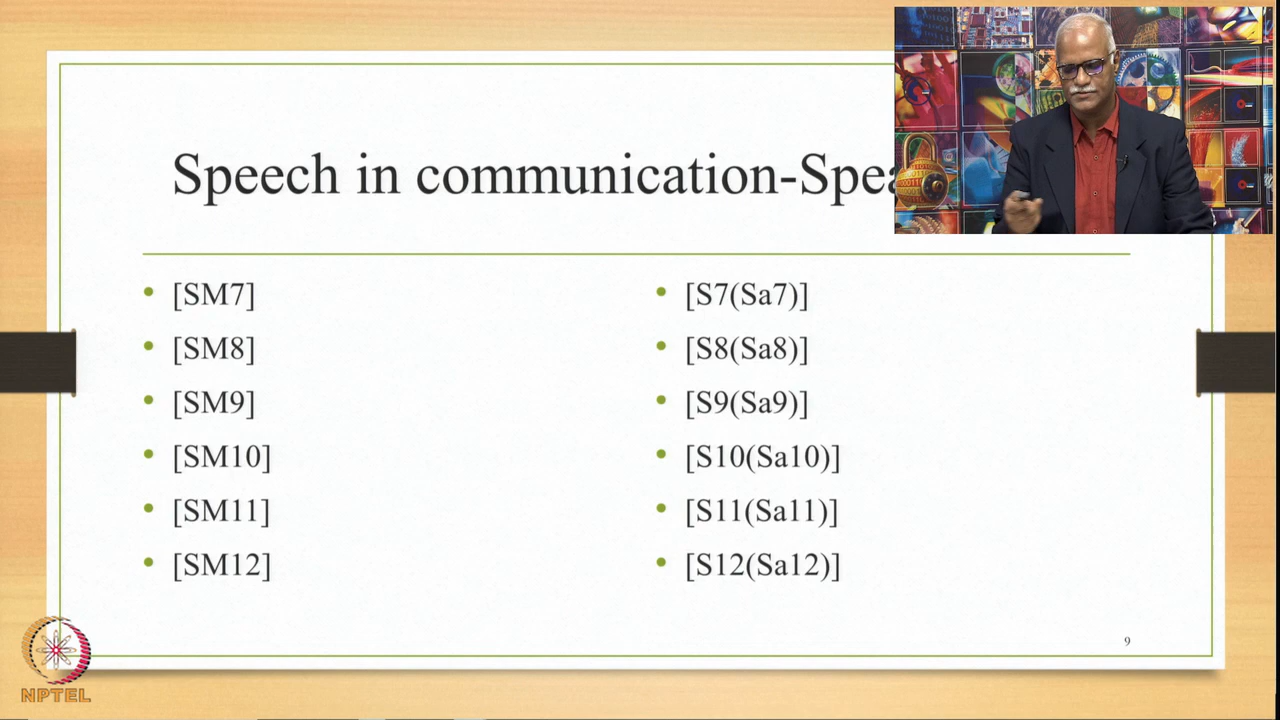 Speech in communication-Spea
[SM7]
[SM8]
[SM9]
[SM10]
[SM11]
[SM12]
[S7(Sa7)]
[S8(Sa8)]
[S9(Sa9)]
[S10(Sa10)]
[S11(Sa11)]
[S12(Sa12)]
9
NPTEL